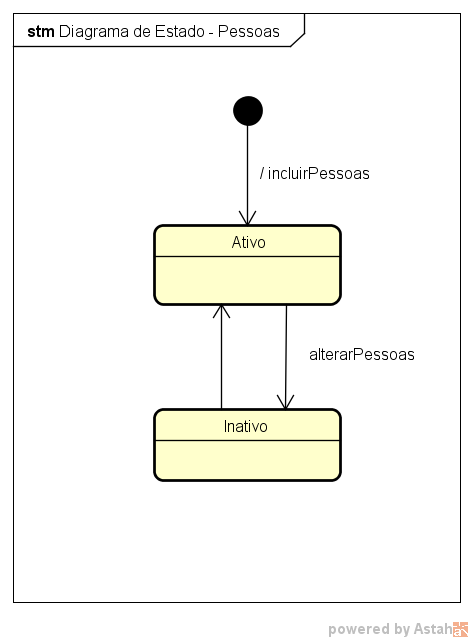 stm Diagrama de Estado - Pessoas
/ incluirPessoas
Ativo
alterarPessoas
Inativo
powered by Astah